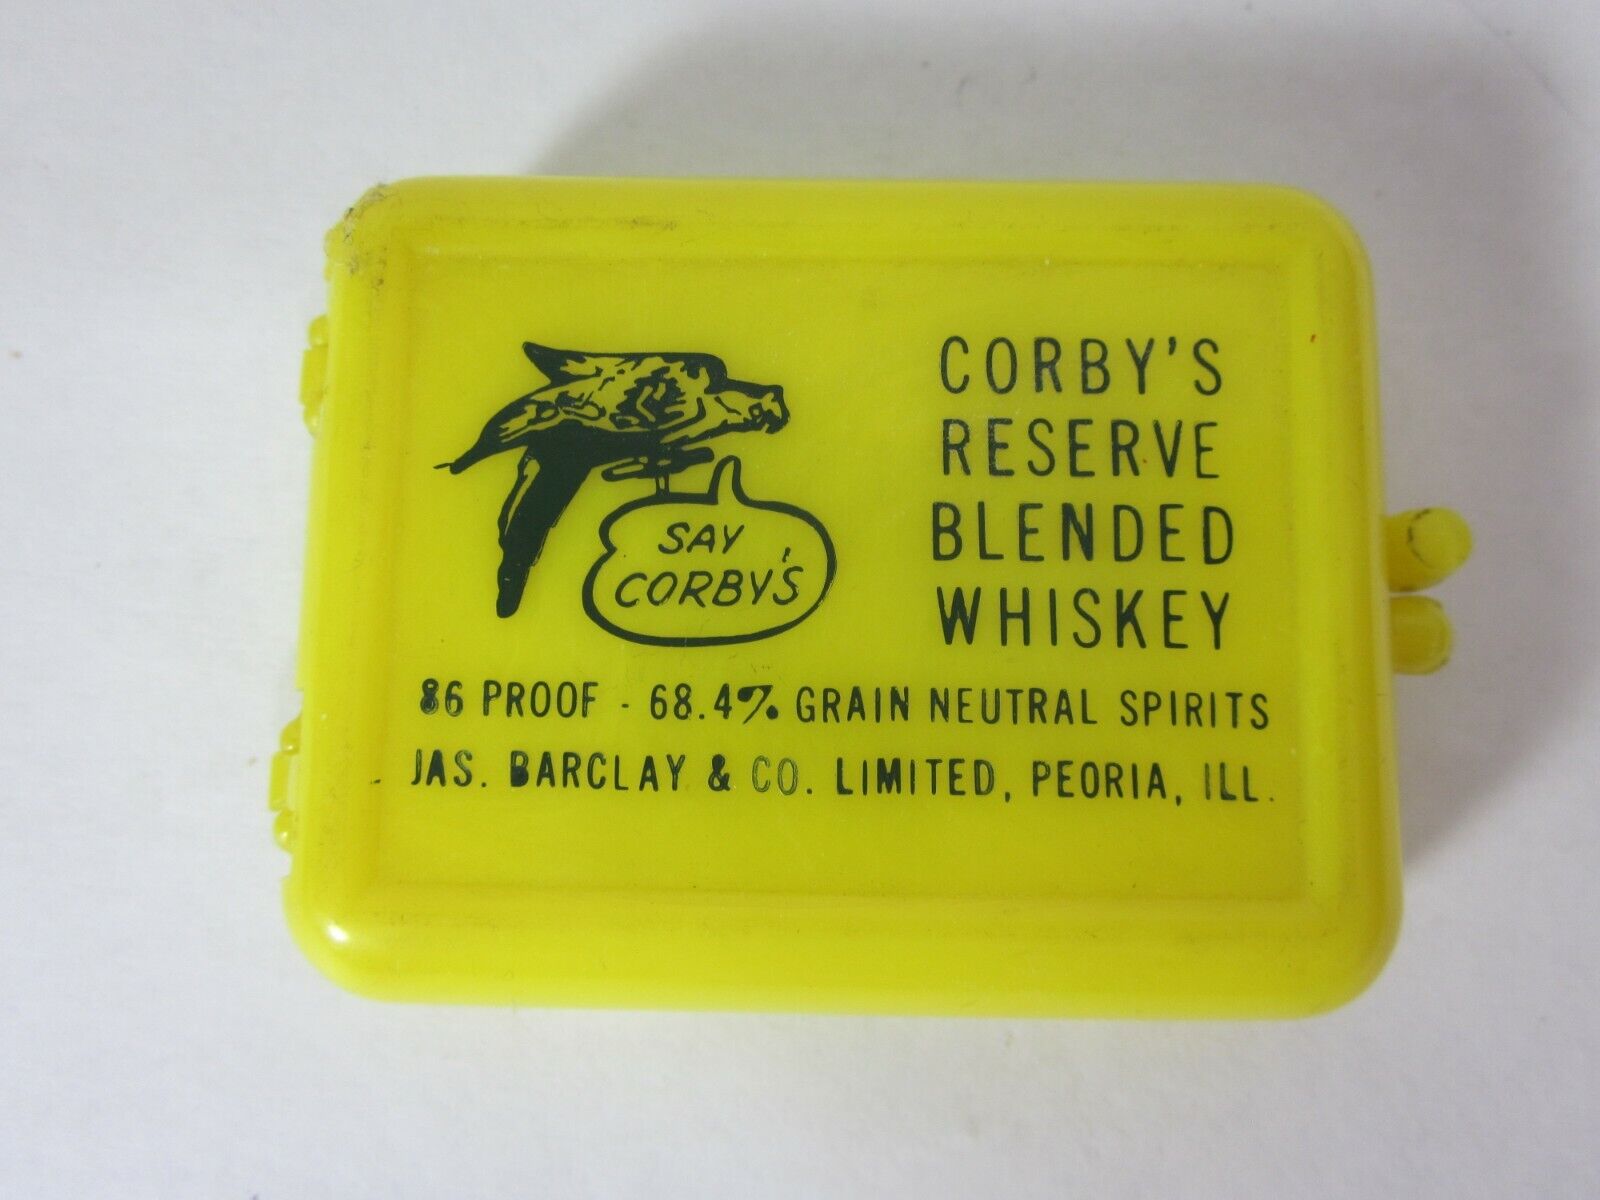 SAY
CORBY'S
CORBY'S
RESERVE
BLENDED
WHISKEY
86 PROOF - 68.4% GRAIN NEUTRAL SPIRITS
JAS. BARCLAY & CO. LIMITED, PEORIA, ILL.